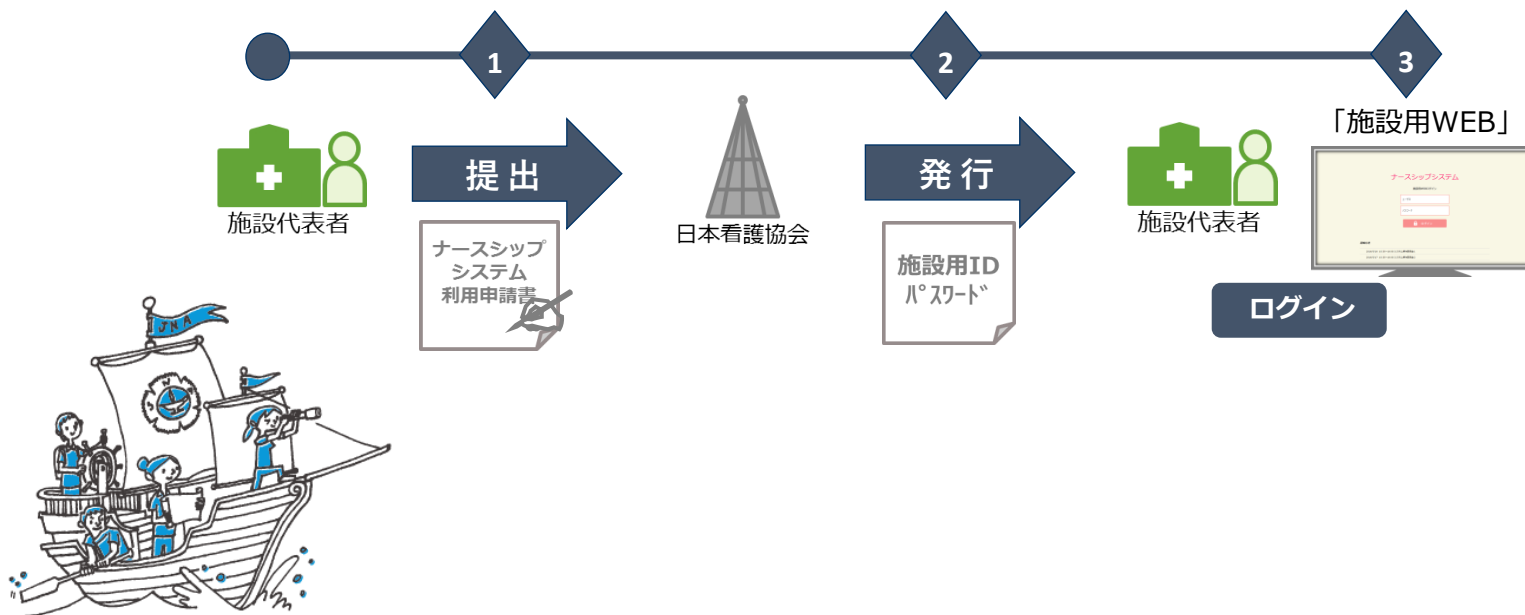 1
2
3
提出
発行
「施設用WEB」
施設代表者
ナースシップ
システム
利用申請書
日本看護協会
施設用ID
ﾊﾟｽﾜｰﾄﾞ
施設代表者
ナースシップシステム
ログイン
JNA